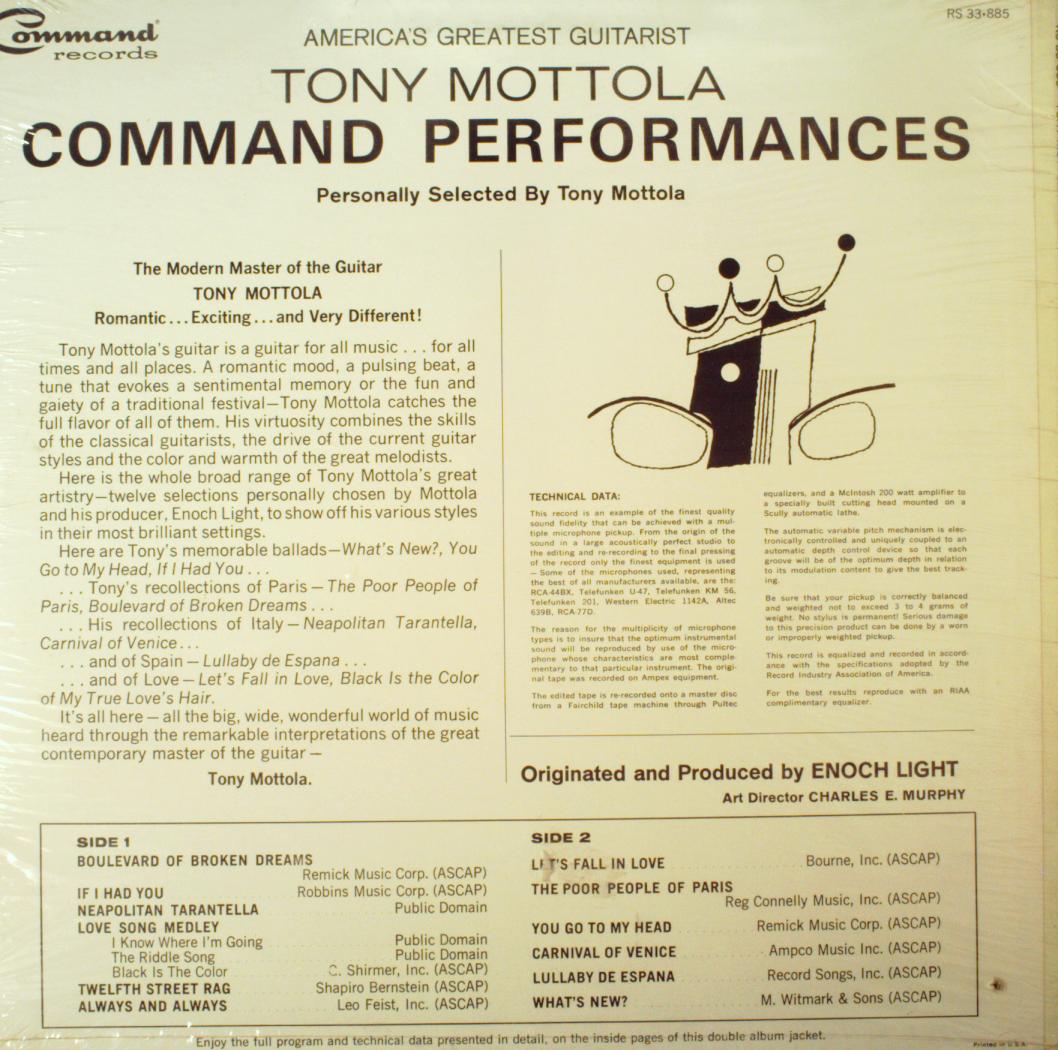 Command
records
RS 33-885
AMERICA'S GREATEST GUITARIST
TONY MOTTOLA
COMMAND PERFORMANCES
Personally Selected By Tony Mottola
The Modern Master of the Guitar
TONY MOTTOLA
Romantic...Exciting...and Very Different!
Tony Mottola's guitar is a guitar for all music . . . for all
times and all places. A romantic mood, a pulsing beat, a
tune that evokes a sentimental memory or the fun and
gaiety of a traditional festival—Tony Mottola catches the
full flavor of all of them. His virtuosity combines the skills
of the classical guitarists, the drive of the current guitar
styles and the color and warmth of the great melodists.
Here is the whole broad range of Tony Mottola's great
artistry—twelve selections personally chosen by Mottola
and his producer, Enoch Light, to show off his various styles
in their most brilliant settings.
Here are Tony's memorable ballads—What's New?, You
Go to My Head, If I Had You . . .
. . . Tony's recollections of Paris — The Poor People of
Paris, Boulevard of Broken Dreams . . .
. . . His recollections of Italy — Neapolitan Tarantella,
Carnival of Venice . . .
. . . and of Spain — Lullaby de Espana . . .
. . . and of Love — Let's Fall in Love, Black Is the Color
of My True Love's Hair.
It's all here — all the big, wide, wonderful world of music
heard through the remarkable interpretations of the great
contemporary master of the guitar —
Tony Mottola.
TECHNICAL DATA:
This record is an example of the finest quality
sound fidelity that can be achieved with a mul-
tiple microphone pickup. From the origin of the
sound in a large acoustically perfect studio to
the editing and re-recording to the final pressing
of the record only the finest equipment is used
— Some of the microphones used, representing
the best of all manufacturers available, are the:
RCA-44BX, Telefunken U-47, Telefunken KM 56,
Telefunken 201, Western Electric 1142A, Altec
639B, RCA-77D.
The reason for the multiplicity of microphone
types is to insure that the optimum instrumental
sound will be reproduced by use of the micro-
phone whose characteristics are most comple-
mentary to that particular instrument. The origi-
nal tape was recorded on Ampex equipment.
The edited tape is re-recorded onto a master disc
from a Fairchild tape machine through Pultec
equalizers, and a McIntosh 200 watt amplifier to
a specially built cutting head mounted on a
Scully automatic lathe.
The automatic variable pitch mechanism is elec-
tronically controlled and uniquely coupled to an
automatic depth control device so that each
groove will be of the optimum depth in relation
to its modulation content to give the best track-
ing.
Be sure that your pickup is correctly balanced
and weighted not to exceed 3 to 4 grams of
weight. No stylus is permanent! Serious damage
to this precision product can be done by a worn
or improperly weighted pickup.
This record is equalized and recorded in accord-
ance with the specifications adopted by the
Record Industry Association of America.
For the best results reproduce with an RIAA
complimentary equalizer.
Originated and Produced by ENOCH LIGHT
Art Director CHARLES E. MURPHY
SIDE 1
BOULEVARD OF BROKEN DREAMS
Remick Music Corp. (ASCAP)
IF I HAD YOU Robbins Music Corp. (ASCAP)
NEAPOLITAN TARANTELLA Public Domain
LOVE SONG MEDLEY
I Know Where I'm Going Public Domain
The Riddle Song Public Domain
Black Is The Color C. Shirmer, Inc. (ASCAP)
TWELFTH STREET RAG Shapiro Bernstein (ASCAP)
ALWAYS AND ALWAYS Leo Feist, Inc. (ASCAP)
SIDE 2
LET'S FALL IN LOVE Bourne, Inc. (ASCAP)
THE POOR PEOPLE OF PARIS
Reg Connelly Music, Inc. (ASCAP)
YOU GO TO MY HEAD Remick Music Corp. (ASCAP)
CARNIVAL OF VENICE Ampco Music Inc. (ASCAP)
LULLABY DE ESPANA Record Songs, Inc. (ASCAP)
WHAT'S NEW? M. Witmark & Sons (ASCAP)
Enjoy the full program and technical data presented in detail, on the inside pages of this double album jacket.
Printed in U.S.A.